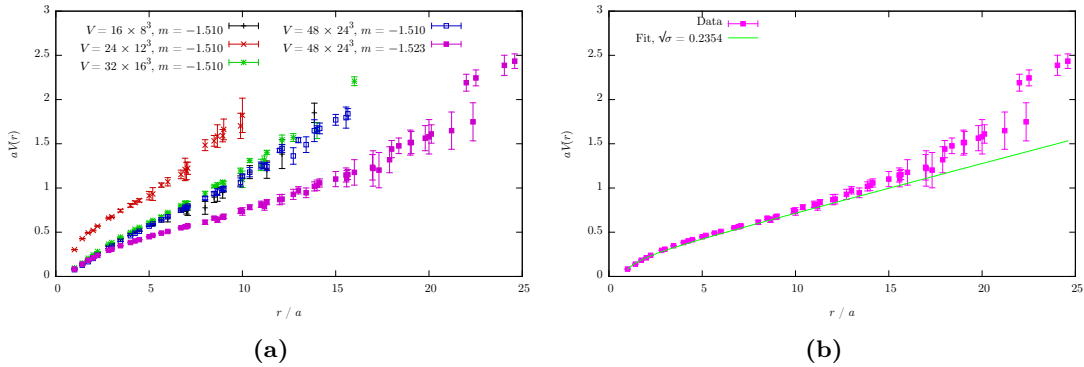 V = 16 × 8³, m = −1.510
V = 24 × 12³, m = −1.510
V = 32 × 16³, m = −1.510
V = 48 × 24³, m = −1.510
V = 48 × 24³, m = −1.523
3
2.5
2
1.5
1
0.5
0
a V(r)
0 5 10 15 20 25
r / a
(a)
Data
Fit, √σ = 0.2354
3
2.5
2
1.5
1
0.5
0
a V(r)
0 5 10 15 20 25
r / a
(b)